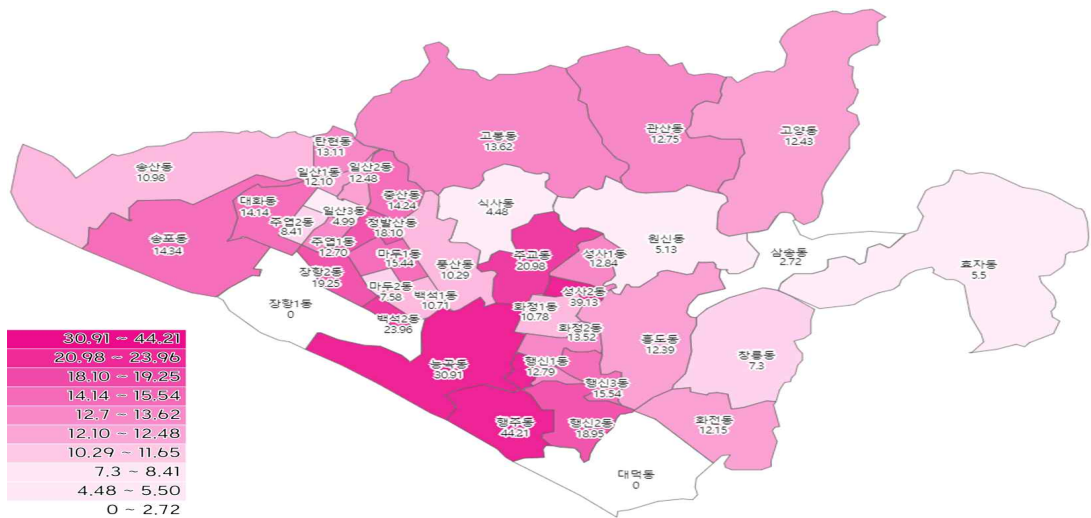 고봉동
13.62
관산동
12.75
고양동
12.43
탄현동
13.11
송산동
10.98
일산1동
12.10
일산2동
12.48
중산동
14.24
식사동
4.48
대화동
14.14
주엽2동
8.41
일산3동
4.99
정발산동
18.10
송포동
14.34
주엽1동
12.70
마두1동
15.44
풍산동
10.29
주교동
20.98
성산1동
12.84
원신동
5.13
삼송동
2.72
효자동
5.5
장항2동
19.25
마두2동
7.58
백석1동
10.71
성산2동
39.13
장항1동
0
백석2동
23.96
화정1동
10.78
화정2동
13.52
흥도동
12.39
창릉동
7.3
능곡동
30.91
행신1동
12.79
행신3동
15.54
행주동
44.21
행신2동
18.95
화전동
12.15
대덕동
0
30.91 ~ 44.21
20.98 ~ 23.96
18.10 ~ 19.25
14.14 ~ 15.54
12.7 ~ 13.62
12.10 ~ 12.48
10.29 ~ 11.65
7.3 ~ 8.41
4.48 ~ 5.50
0 ~ 2.72